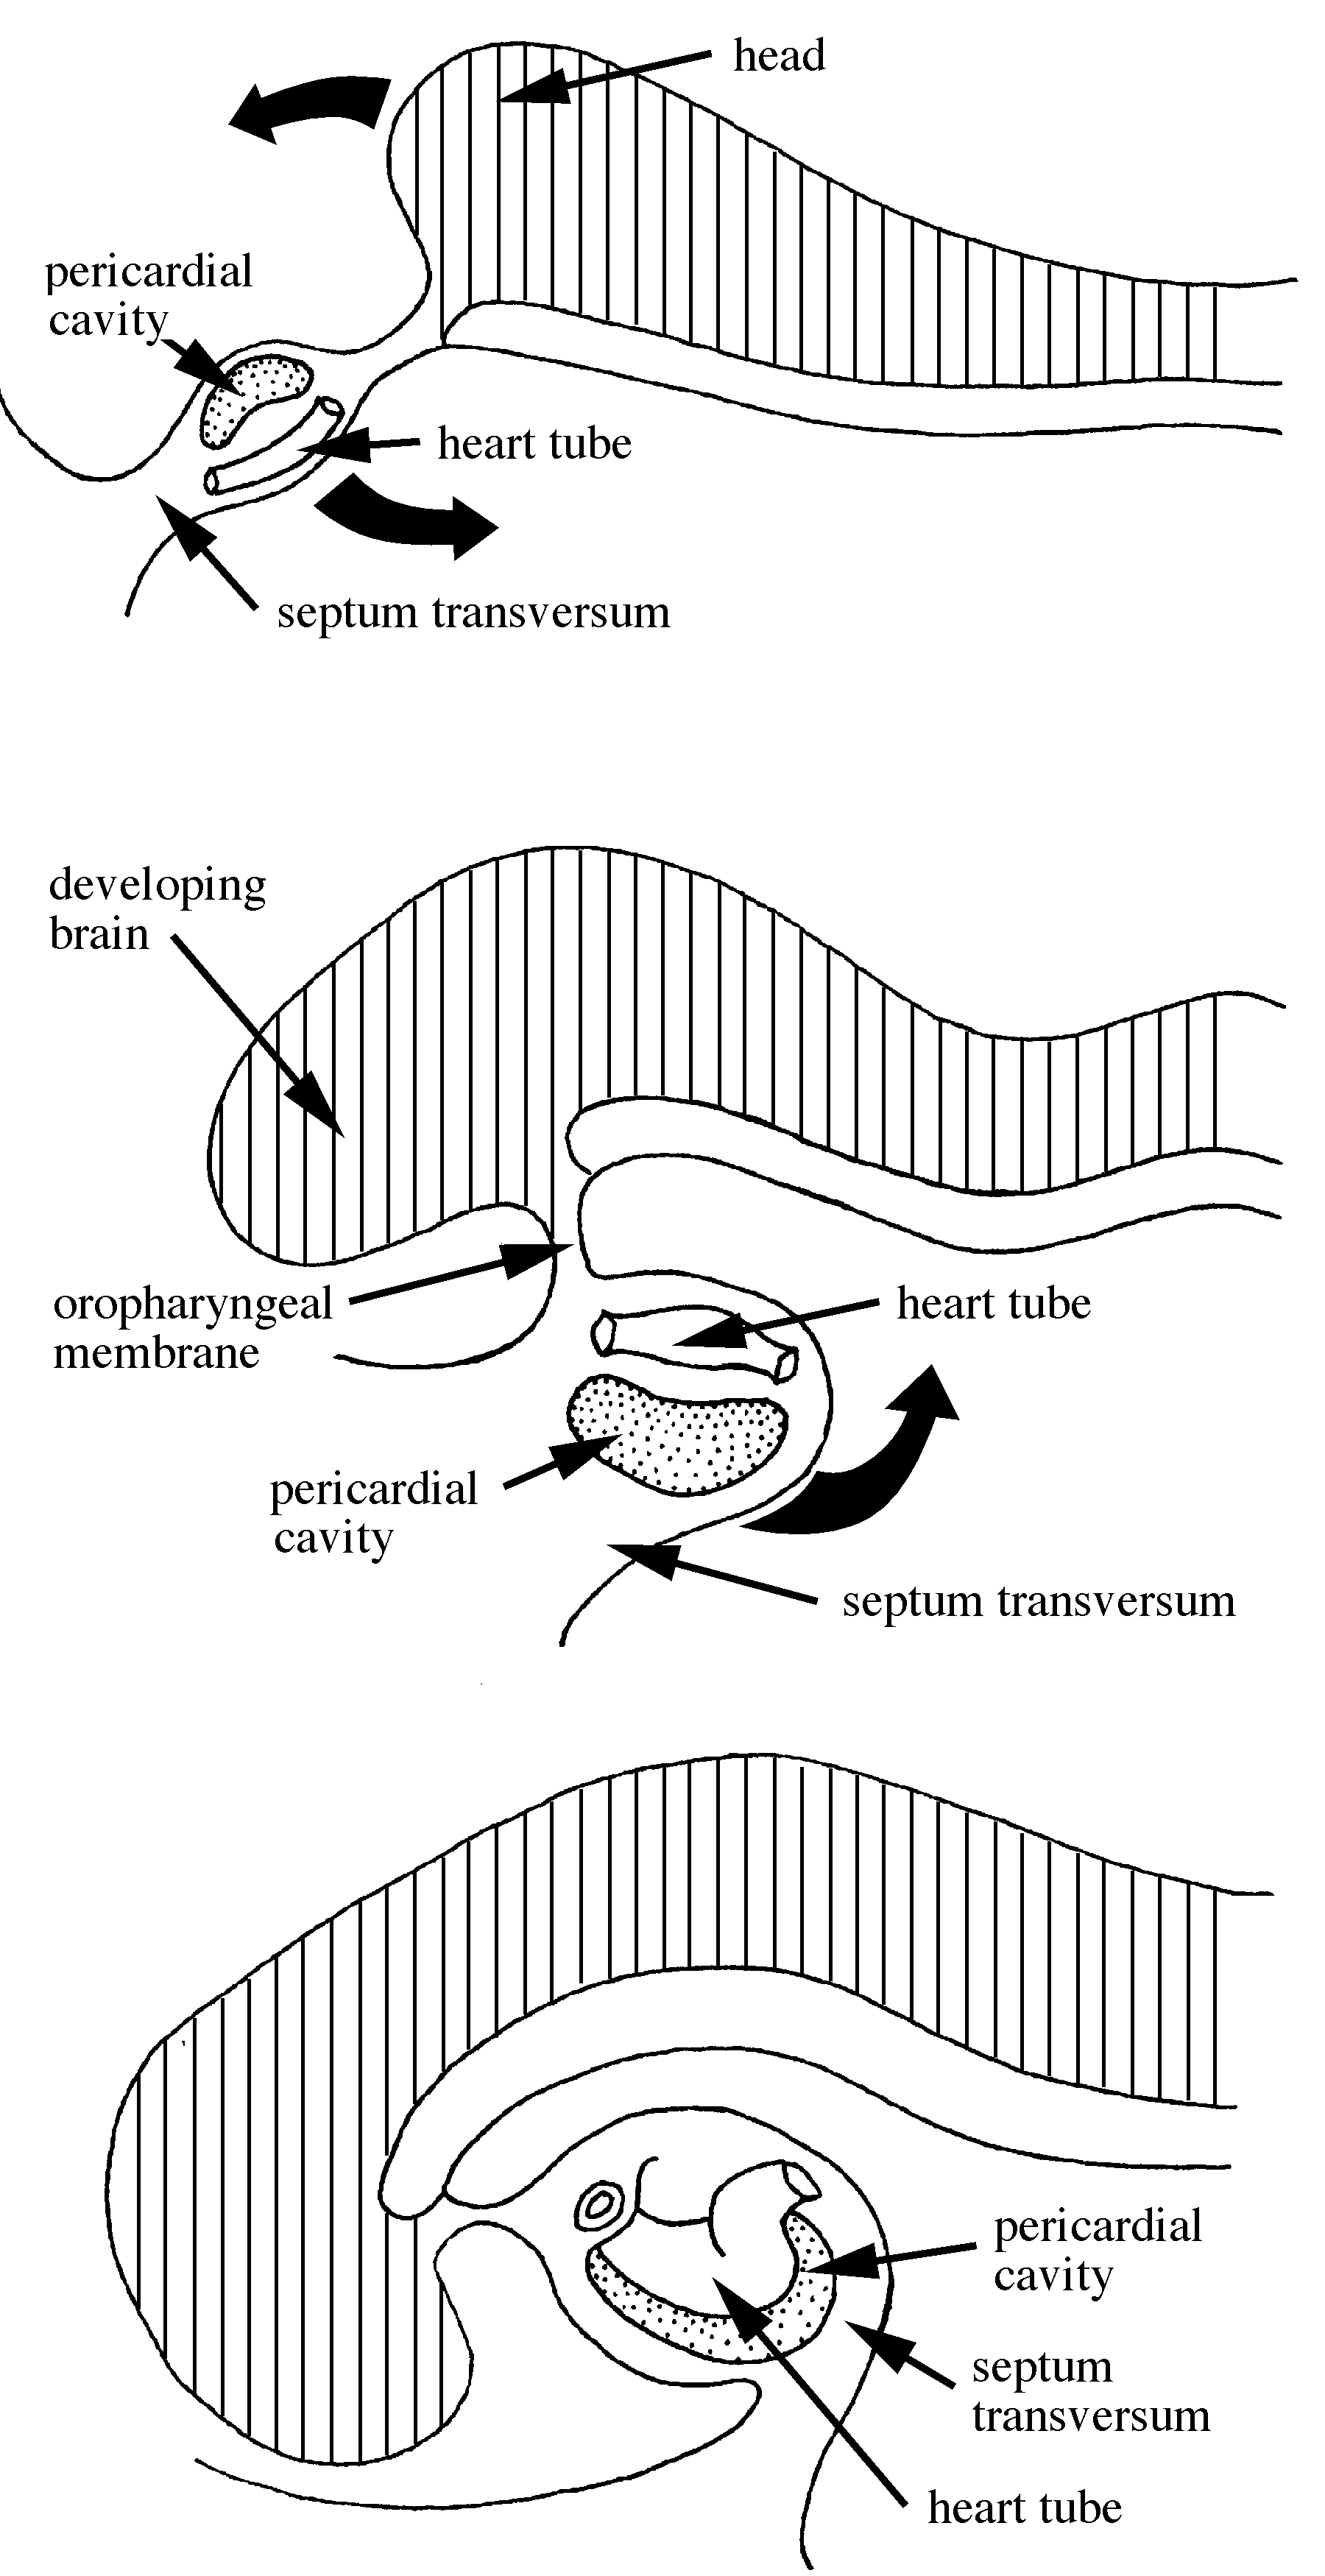 head
pericardial
cavity
heart tube
septum transversum
developing
brain
oropharyngeal
membrane
heart tube
pericardial
cavity
septum transversum
pericardial
cavity
septum
transversum
heart tube